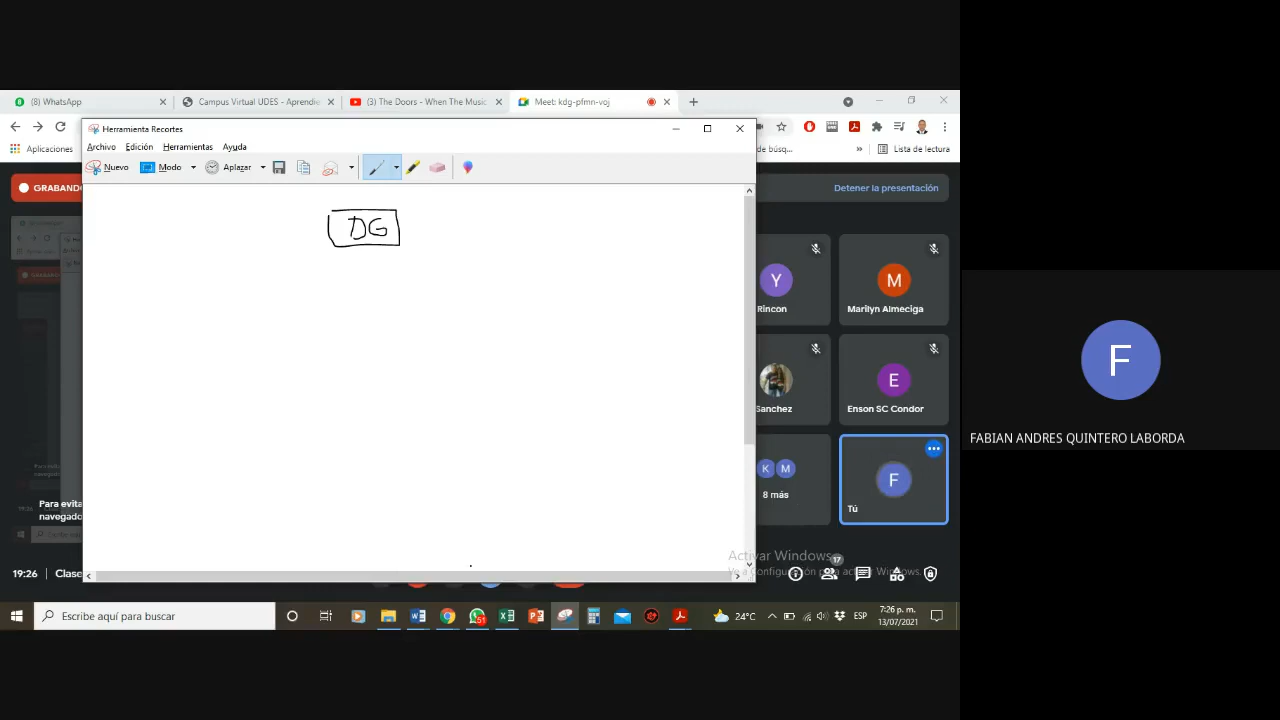 (8) WhatsApp
Campus Virtual UDES - Aprendie
(3) The Doors - When The Music
Meet: kdg-pfmn-voj
Herramienta Recortes
Archivo Edición Herramientas Ayuda
Aplicaciones
de búsq...
Lista de lectura
Nuevo Modo Aplazar
GRABAND
Detener la presentación
DG
Y
M
Rincon
Marilyn Almeciga
E
Sanchez
Enson SC Condor
F
FABIAN ANDRES QUINTERO LABORDA
K M
F
8 más
Tú
Para evita
navegado
Activar Windows
Ve a Configuración para activar Windows.
17
19:26 Clase
Escribe aquí para buscar
51
24°C
ESP
7:26 p. m.
13/07/2021